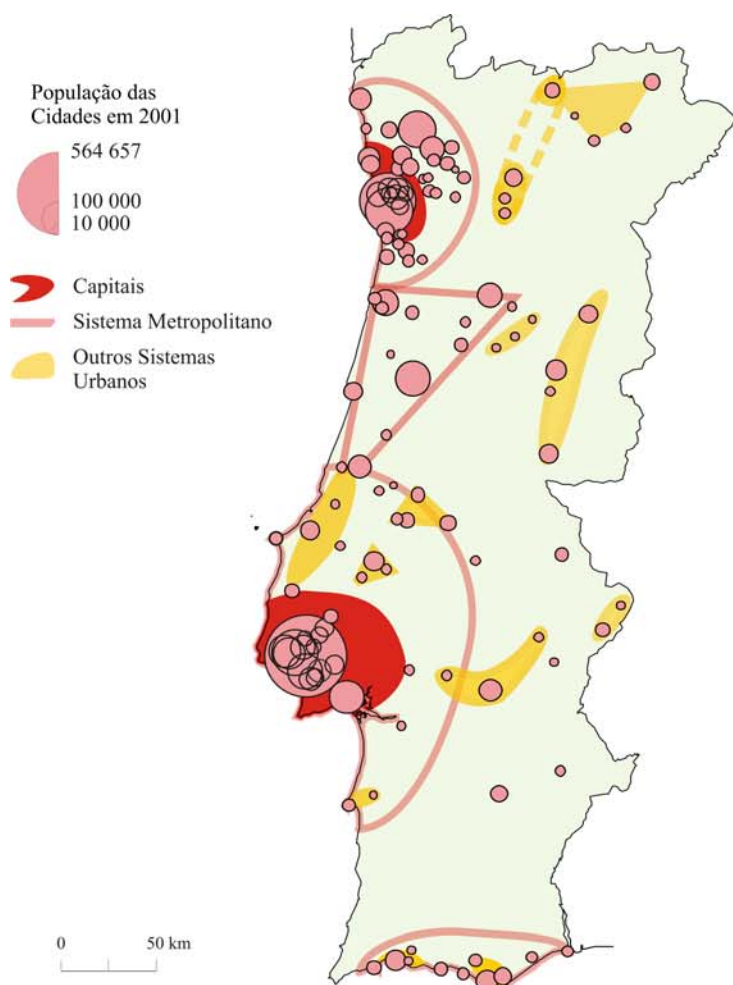 População das
Cidades em 2001
564 657
100 000
10 000
Capitais
Sistema Metropolitano
Outros Sistemas
Urbanos
0 50 km